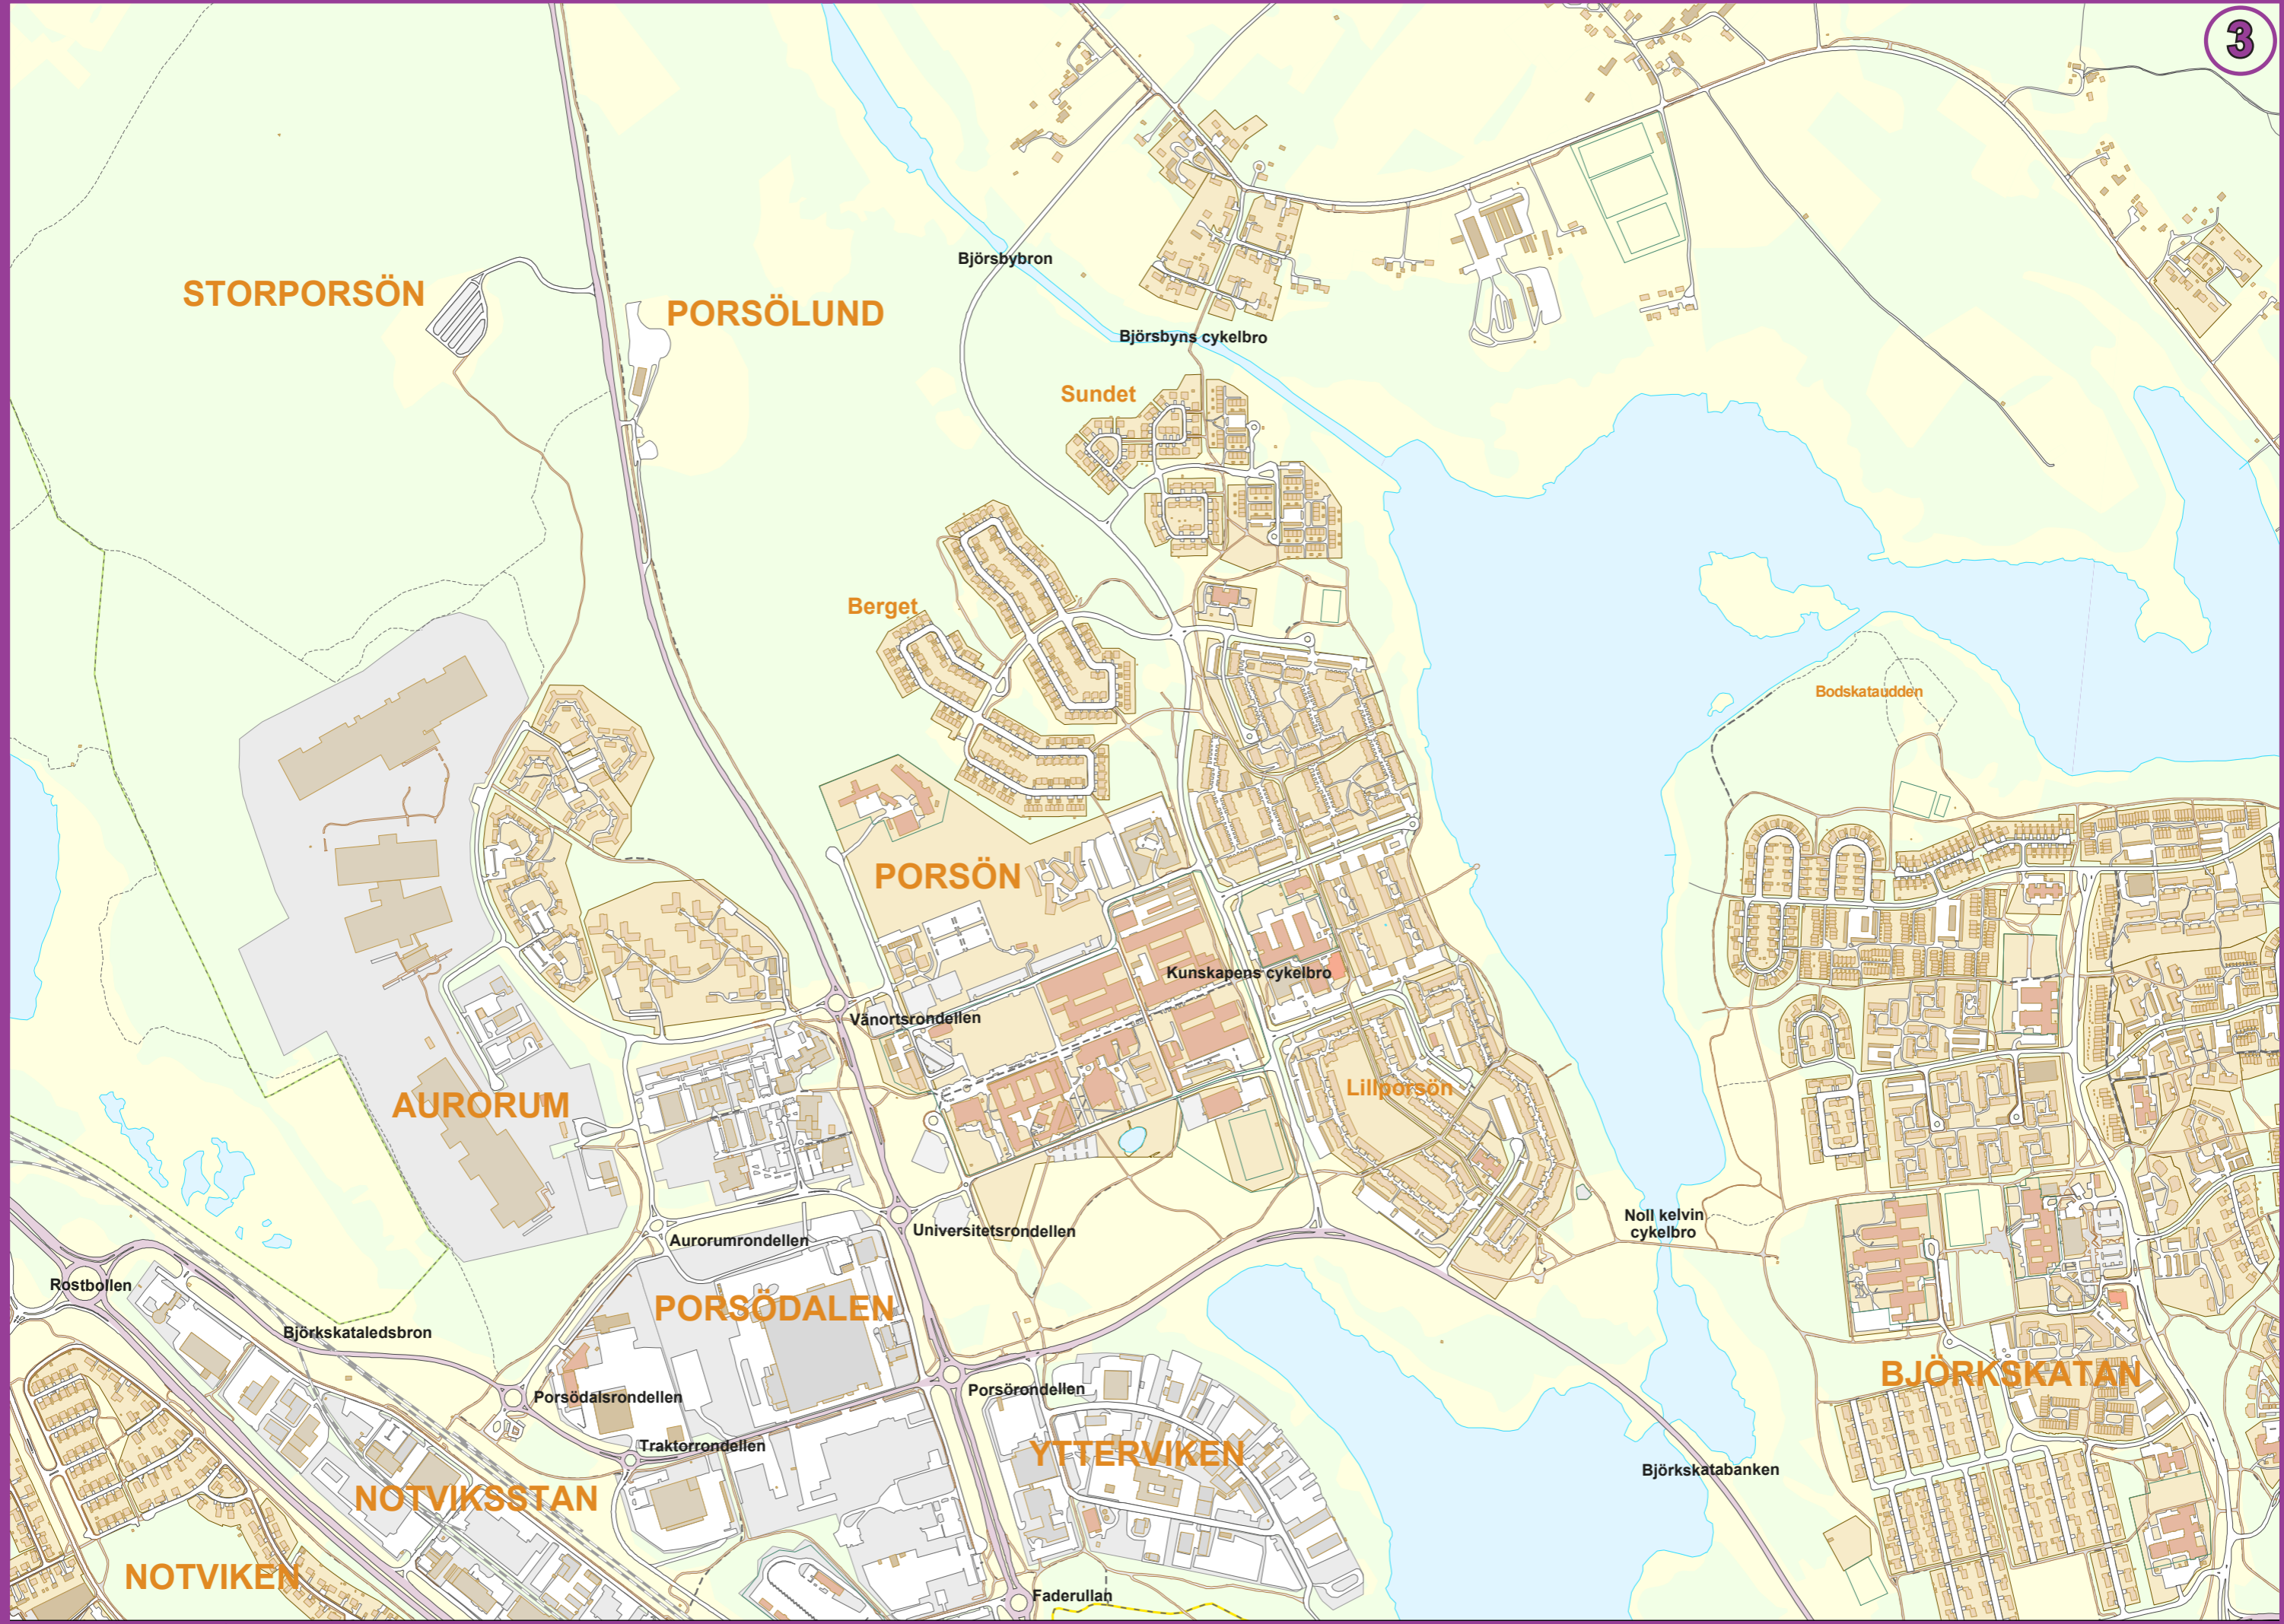 3
Björsbybron
STORPORSÖN
PORSÖLUND
Björsbyns cykelbro
Sundet
Berget
Bodskataudden
PORSÖN
Kunskapens cykelbro
Vänortsrondellen
Lillporsön
AURORUM
Noll kelvin
cykelbro
Universitetsrondellen
Aurorumrondellen
Rostbollen
PORSÖDALEN
Björkskataledsbron
BJÖRKSKATAN
Porsörondellen
Porsödalsrondellen
Traktorrondellen
YTTERVIKEN
Björkskatabanken
NOTVIKSSTAN
NOTVIKEN
Faderullan